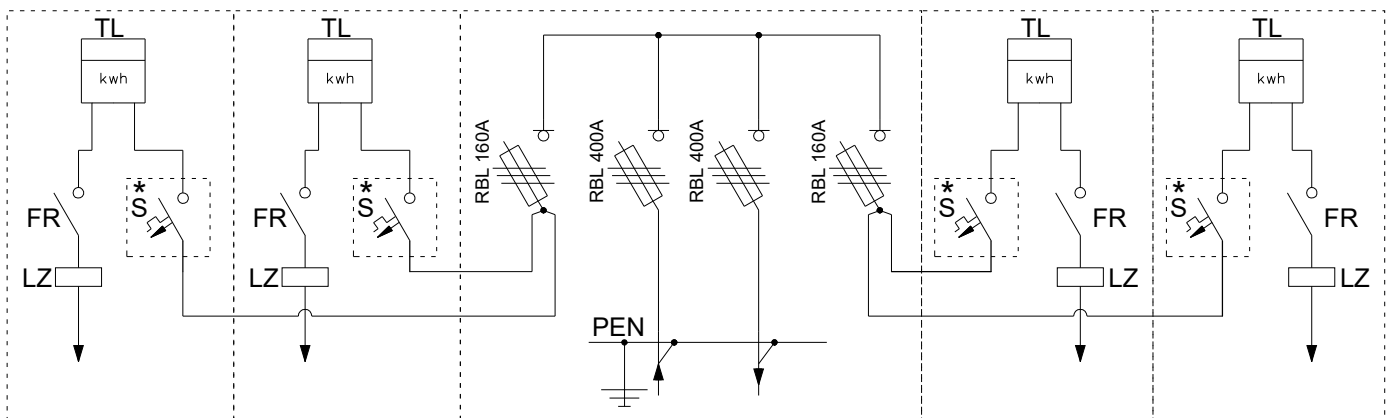 TL
kwh
*
S
FR
LZ
TL
kwh
*
S
FR
LZ
RBL 160A
RBL 400A
RBL 400A
RBL 160A
PEN
TL
kwh
*
S
FR
LZ
TL
kwh
*
S
FR
LZ